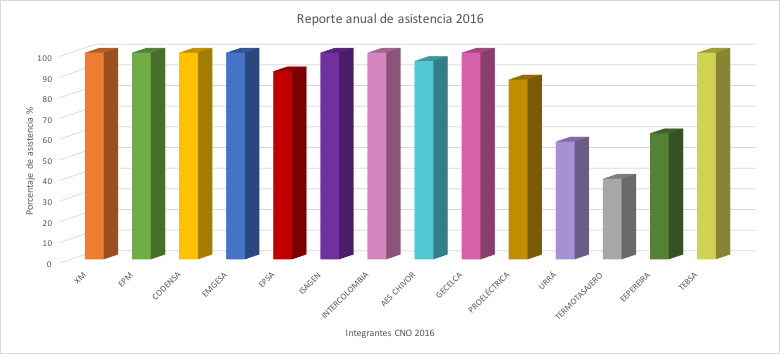 Reporte anual de asistencia 2016
Porcentaje de asistencia %
100
90
80
70
60
50
40
30
20
10
0
XM
EPM
CODENSA
EMGESA
EPSA
ISAGEN
INTERCOLOMBIA
AES CHIVOR
GECELCA
PROELÉCTRICA
URRÁ
TERMOTASAJERO
EEPEREIRA
TEBSA
Integrantes CNO 2016